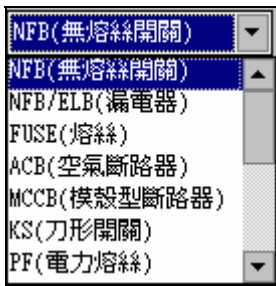 NFB(無熔絲開關)
NFB(無熔絲開關)
NFB/ELB(漏電器)
FUSE(熔絲)
ACB(空氣斷路器)
MCCB(模殼型斷路器)
KS(刀形開關)
PF(電力熔絲)